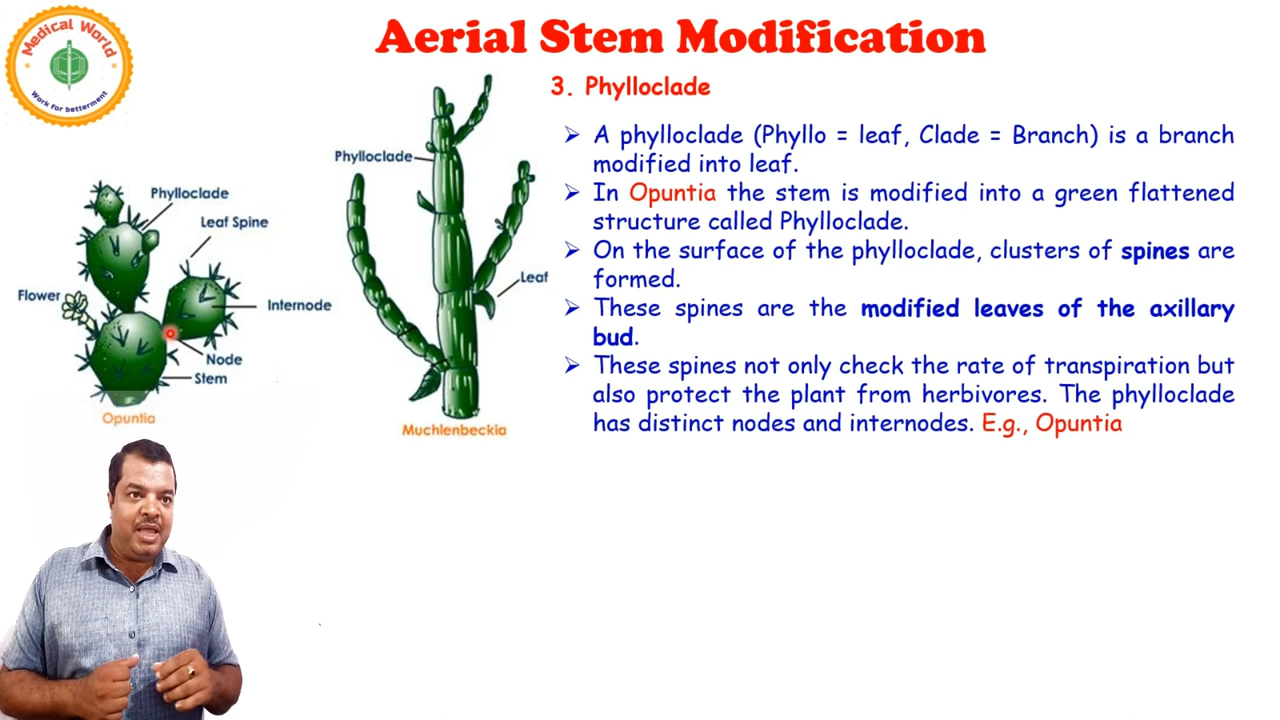 Medical World
Work for betterment
Aerial Stem Modification
3. Phylloclade
Phylloclade
Leaf Spine
Flower
Internode
Node
Stem
Opuntia
Phylloclade
Leaf
Muchlenbeckia
➢ A phylloclade (Phyllo = leaf, Clade = Branch) is a branch
modified into leaf.
➢ In Opuntia the stem is modified into a green flattened
structure called Phylloclade.
➢ On the surface of the phylloclade, clusters of spines are
formed.
➢ These spines are the modified leaves of the axillary
bud.
➢ These spines not only check the rate of transpiration but
also protect the plant from herbivores. The phylloclade
has distinct nodes and internodes. E.g., Opuntia